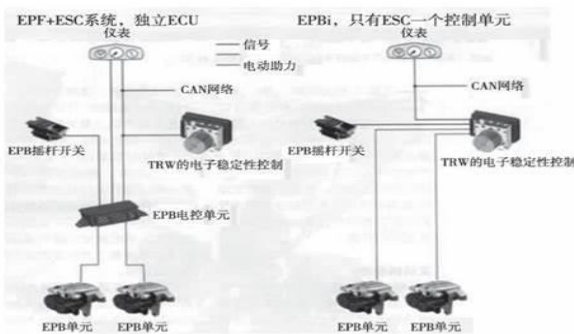 EPF+ESC系统，独立ECU
仪表
信号
电动助力
CAN网络
EPB摇杆开关
TRW的电子稳定性控制
EPB电控单元
EPB单元
EPB单元
EPBi，只有ESC一个控制单元
仪表
CAN网络
EPB摇杆开关
TRW的电子稳定性控制
EPB单元
EPB单元